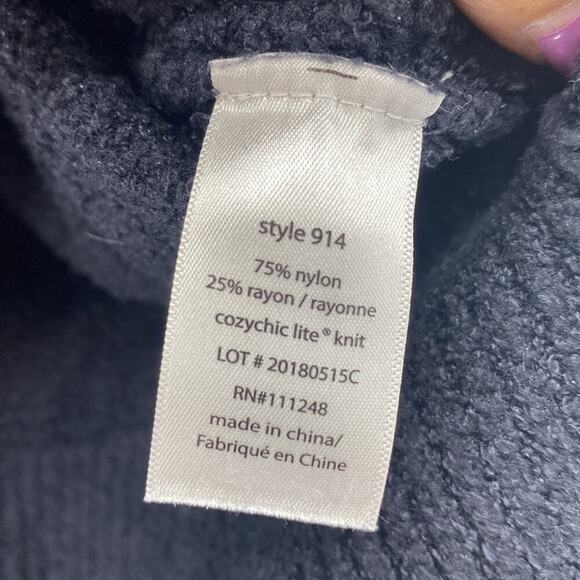 style 914
75% nylon
25% rayon / rayonne
cozychic lite® knit
LOT # 20180515C
RN#111248
made in china/
Fabriqué en Chine